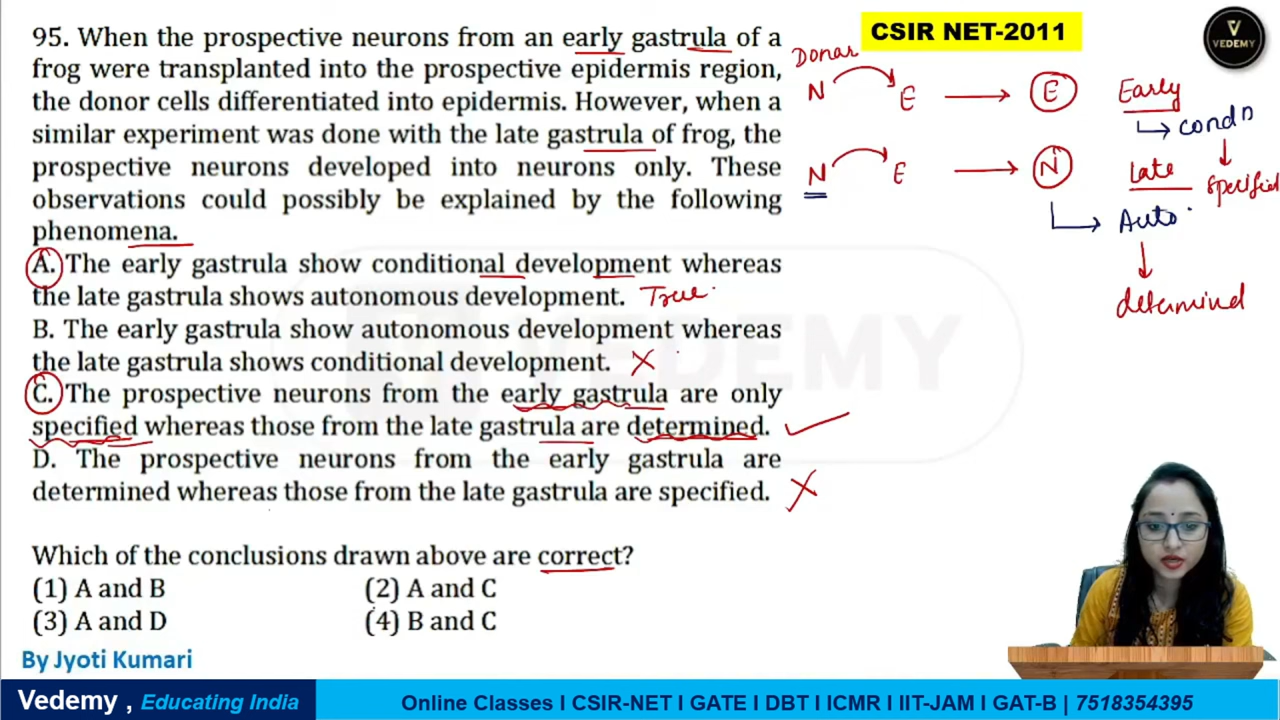 CSIR NET-2011
VEDEMY
95. When the prospective neurons from an early gastrula of a
frog were transplanted into the prospective epidermis region,
the donor cells differentiated into epidermis. However, when a
similar experiment was done with the late gastrula of frog, the
prospective neurons developed into neurons only. These
observations could possibly be explained by the following
phenomena.
A. The early gastrula show conditional development whereas
the late gastrula shows autonomous development. True
B. The early gastrula show autonomous development whereas
the late gastrula shows conditional development.
C. The prospective neurons from the early gastrula are only
specified whereas those from the late gastrula are determined.
D. The prospective neurons from the early gastrula are
determined whereas those from the late gastrula are specified.
Which of the conclusions drawn above are correct?
(1) A and B (2) A and C
(3) A and D (4) B and C
Donar
N E E Early
condn
N E N late
specified
Auto
determined
VEDEMY
By Jyoti Kumari
Vedemy , Educating India
Online Classes I CSIR-NET I GATE I DBT I ICMR I IIT-JAM I GAT-B | 7518354395